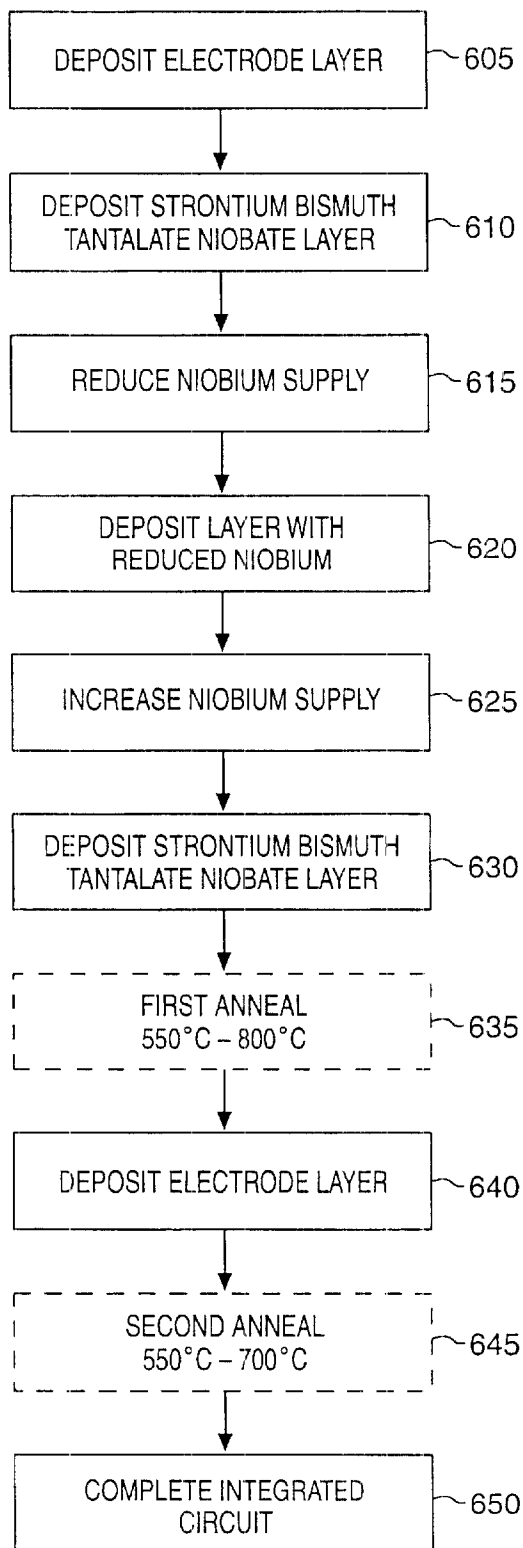 DEPOSIT ELECTRODE LAYER
605
DEPOSIT STRONTIUM BISMUTH
TANTALATE NIOBATE LAYER
610
REDUCE NIOBIUM SUPPLY
615
DEPOSIT LAYER WITH
REDUCED NIOBIUM
620
INCREASE NIOBIUM SUPPLY
625
DEPOSIT STRONTIUM BISMUTH
TANTALATE NIOBATE LAYER
630
FIRST ANNEAL
550°C – 800°C
635
DEPOSIT ELECTRODE LAYER
640
SECOND ANNEAL
550°C – 700°C
645
COMPLETE INTEGRATED
CIRCUIT
650